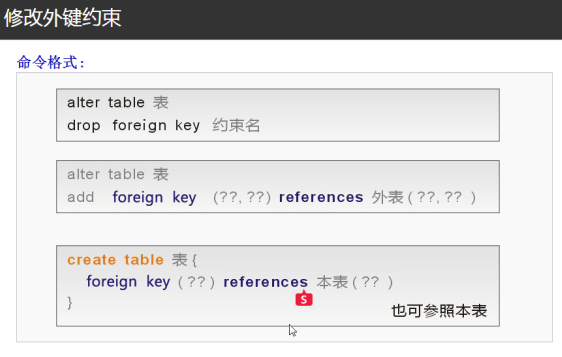 修改外键约束
命令格式：
alter table 表
drop foreign key 约束名
alter table 表
add foreign key (??,??) references 外表(??,?? )
create table 表{
foreign key (??) references 本表(?? )
}
S
也可参照本表